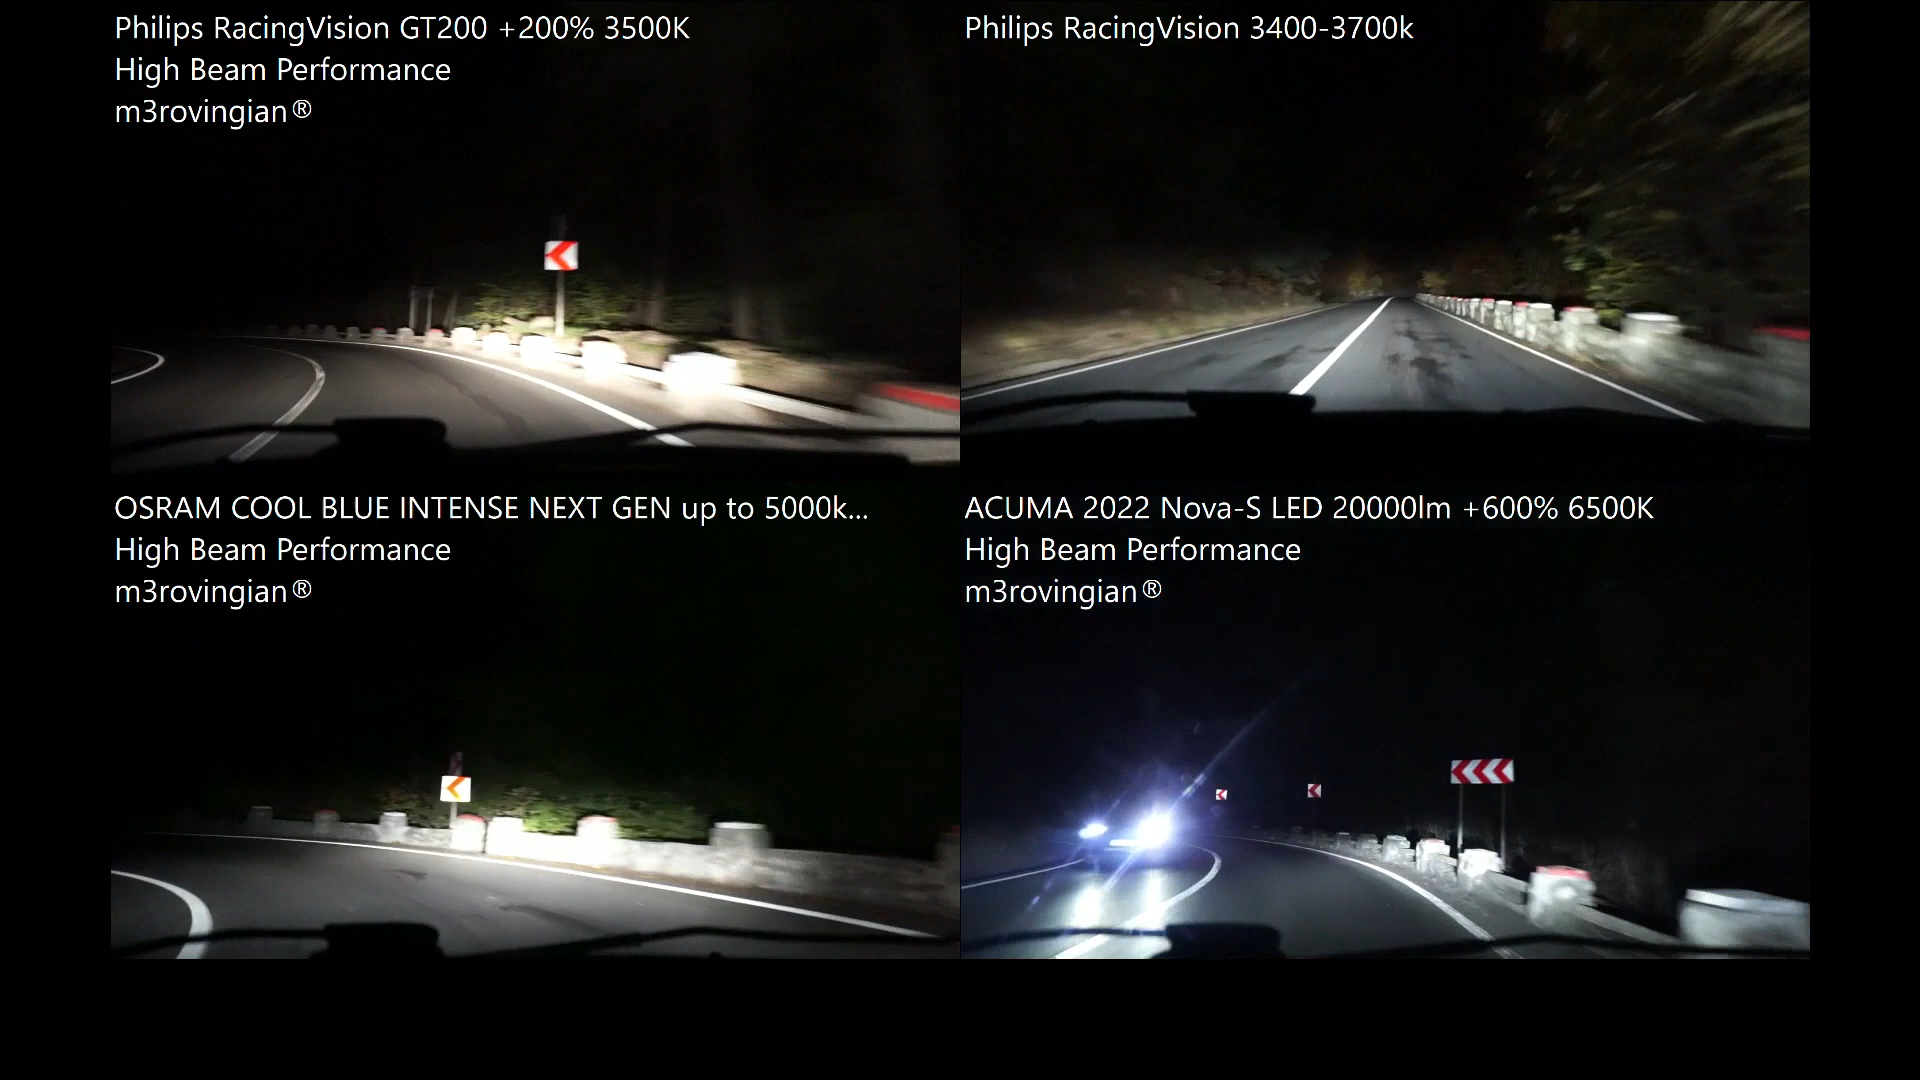 Philips RacingVision GT200 +200% 3500K
High Beam Performance
m3rovingian®
Philips RacingVision 3400-3700k
OSRAM COOL BLUE INTENSE NEXT GEN up to 5000k...
High Beam Performance
m3rovingian®
ACUMA 2022 Nova-S LED 20000lm +600% 6500K
High Beam Performance
m3rovingian®